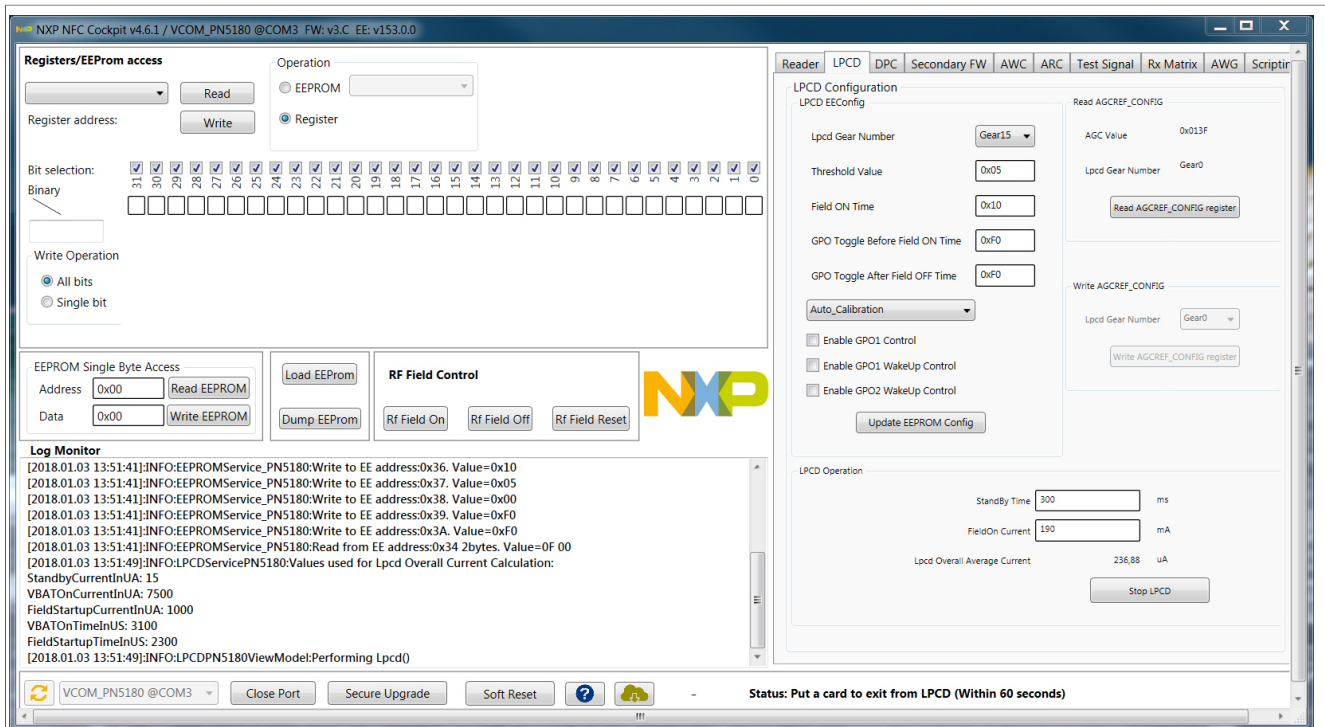 NXP NFC Cockpit v4.6.1 / VCOM_PN5180 @COM3 FW: v3.C EE: v153.0.0
Registers/EEProm access
Read
Register address:
Write
Operation
EEPROM
Register
Bit selection:
31 30 29 28 27 26 25 24 23 22 21 20 19 18 17 16 15 14 13 12 11 10 9 8 7 6 5 4 3 2 1 0
Binary
Write Operation
All bits
Single bit
EEPROM Single Byte Access
Address 0x00 Read EEPROM
Data 0x00 Write EEPROM
Load EEProm
Dump EEProm
RF Field Control
Rf Field On Rf Field Off Rf Field Reset
NXP
Log Monitor
[2018.01.03 13:51:41]:INFO:EEPROMService_PN5180:Write to EE address:0x36. Value=0x10
[2018.01.03 13:51:41]:INFO:EEPROMService_PN5180:Write to EE address:0x37. Value=0x05
[2018.01.03 13:51:41]:INFO:EEPROMService_PN5180:Write to EE address:0x38. Value=0x00
[2018.01.03 13:51:41]:INFO:EEPROMService_PN5180:Write to EE address:0x39. Value=0xF0
[2018.01.03 13:51:41]:INFO:EEPROMService_PN5180:Write to EE address:0x3A. Value=0xF0
[2018.01.03 13:51:41]:INFO:EEPROMService_PN5180:Read from EE address:0x34 2bytes. Value=0F 00
[2018.01.03 13:51:49]:INFO:LPCDServicePN5180:Values used for Lpcd Overall Current Calculation:
StandbyCurrentInUA: 15
VBATOnCurrentInUA: 7500
FieldStartupCurrentInUA: 1000
VBATOnTimeInUS: 3100
FieldStartupTimeInUS: 2300
[2018.01.03 13:51:49]:INFO:LPCDPN5180ViewModel:Performing Lpcd()
Reader LPCD DPC Secondary FW AWC ARC Test Signal Rx Matrix AWG Scriptin
LPCD Configuration
LPCD EEConfig
Lpcd Gear Number Gear15
Threshold Value 0x05
Field ON Time 0x10
GPO Toggle Before Field ON Time 0xF0
GPO Toggle After Field OFF Time 0xF0
Auto_Calibration
Enable GPO1 Control
Enable GPO1 WakeUp Control
Enable GPO2 WakeUp Control
Update EEPROM Config
Read AGCREF_CONFIG
AGC Value 0x013F
Lpcd Gear Number Gear0
Read AGCREF_CONFIG register
Write AGCREF_CONFIG
Lpcd Gear Number Gear0
Write AGCREF_CONFIG register
LPCD Operation
StandBy Time 300 ms
FieldOn Current 190 mA
Lpcd Overall Average Current 236,88 uA
Stop LPCD
VCOM_PN5180 @COM3 Close Port Secure Upgrade Soft Reset ? - Status: Put a card to exit from LPCD (Within 60 seconds)